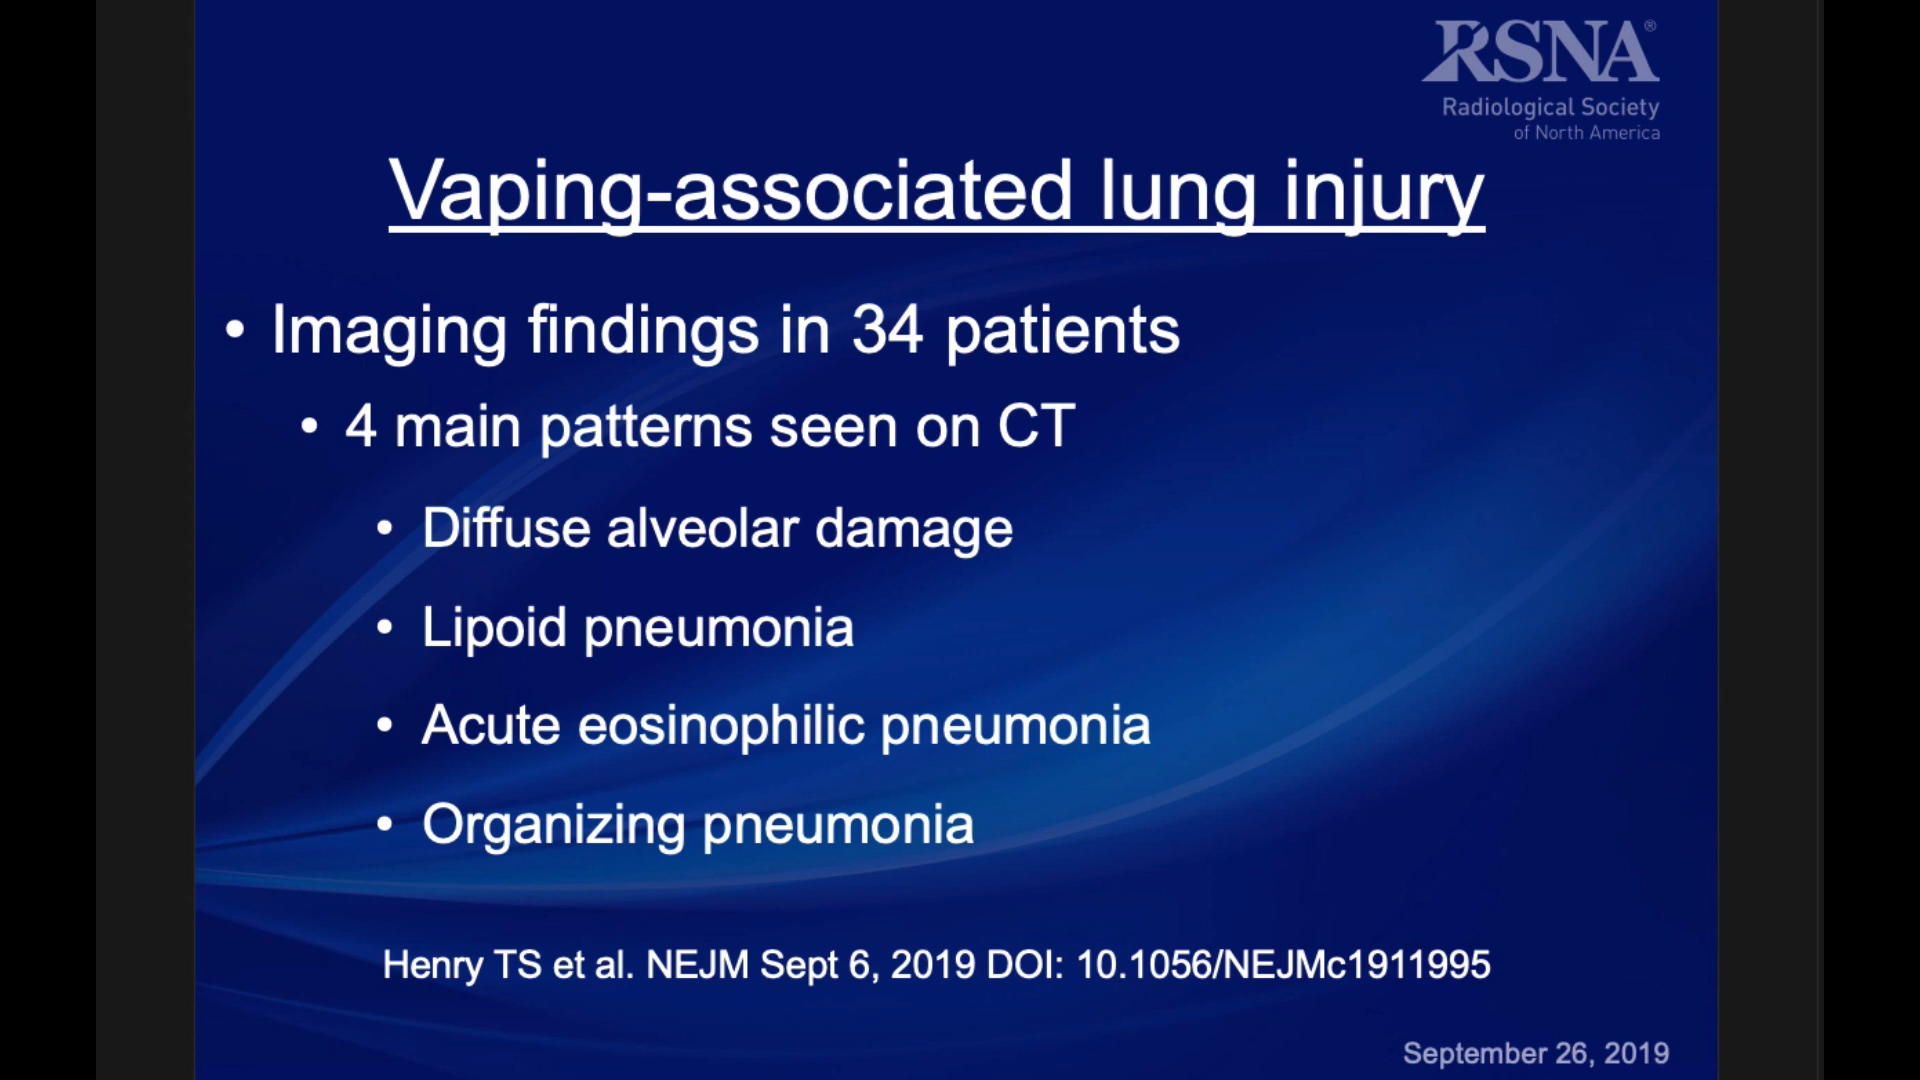 RSNA®
Radiological Society
of North America
Vaping-associated lung injury
• Imaging findings in 34 patients
• 4 main patterns seen on CT
• Diffuse alveolar damage
• Lipoid pneumonia
• Acute eosinophilic pneumonia
• Organizing pneumonia
Henry TS et al. NEJM Sept 6, 2019 DOI: 10.1056/NEJMc1911995
September 26, 2019